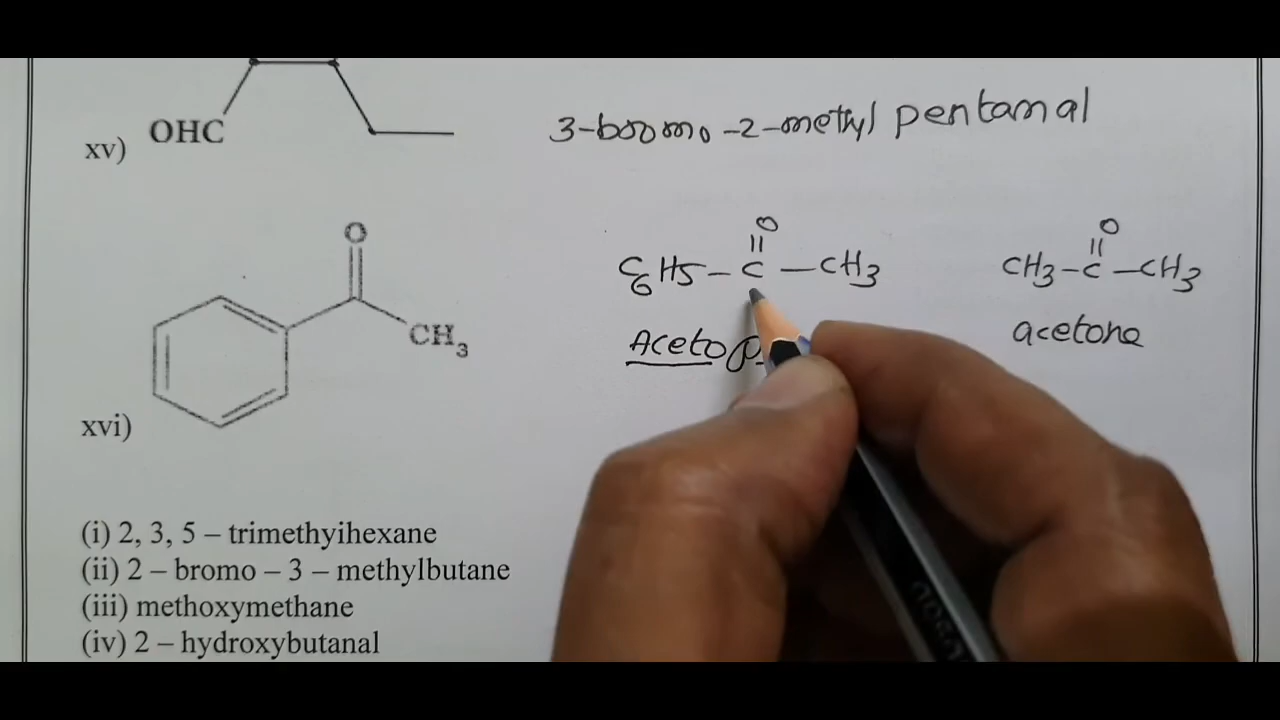 OHC
xv)
3-bromo-2-methyl pentanal
O
CH3
xvi)
O
C6H5-C-CH3
Aceto
O
CH3-C-CH3
acetone
(i) 2, 3, 5 – trimethyihexane
(ii) 2 – bromo – 3 – methylbutane
(iii) methoxymethane
(iv) 2 – hydroxybutanal